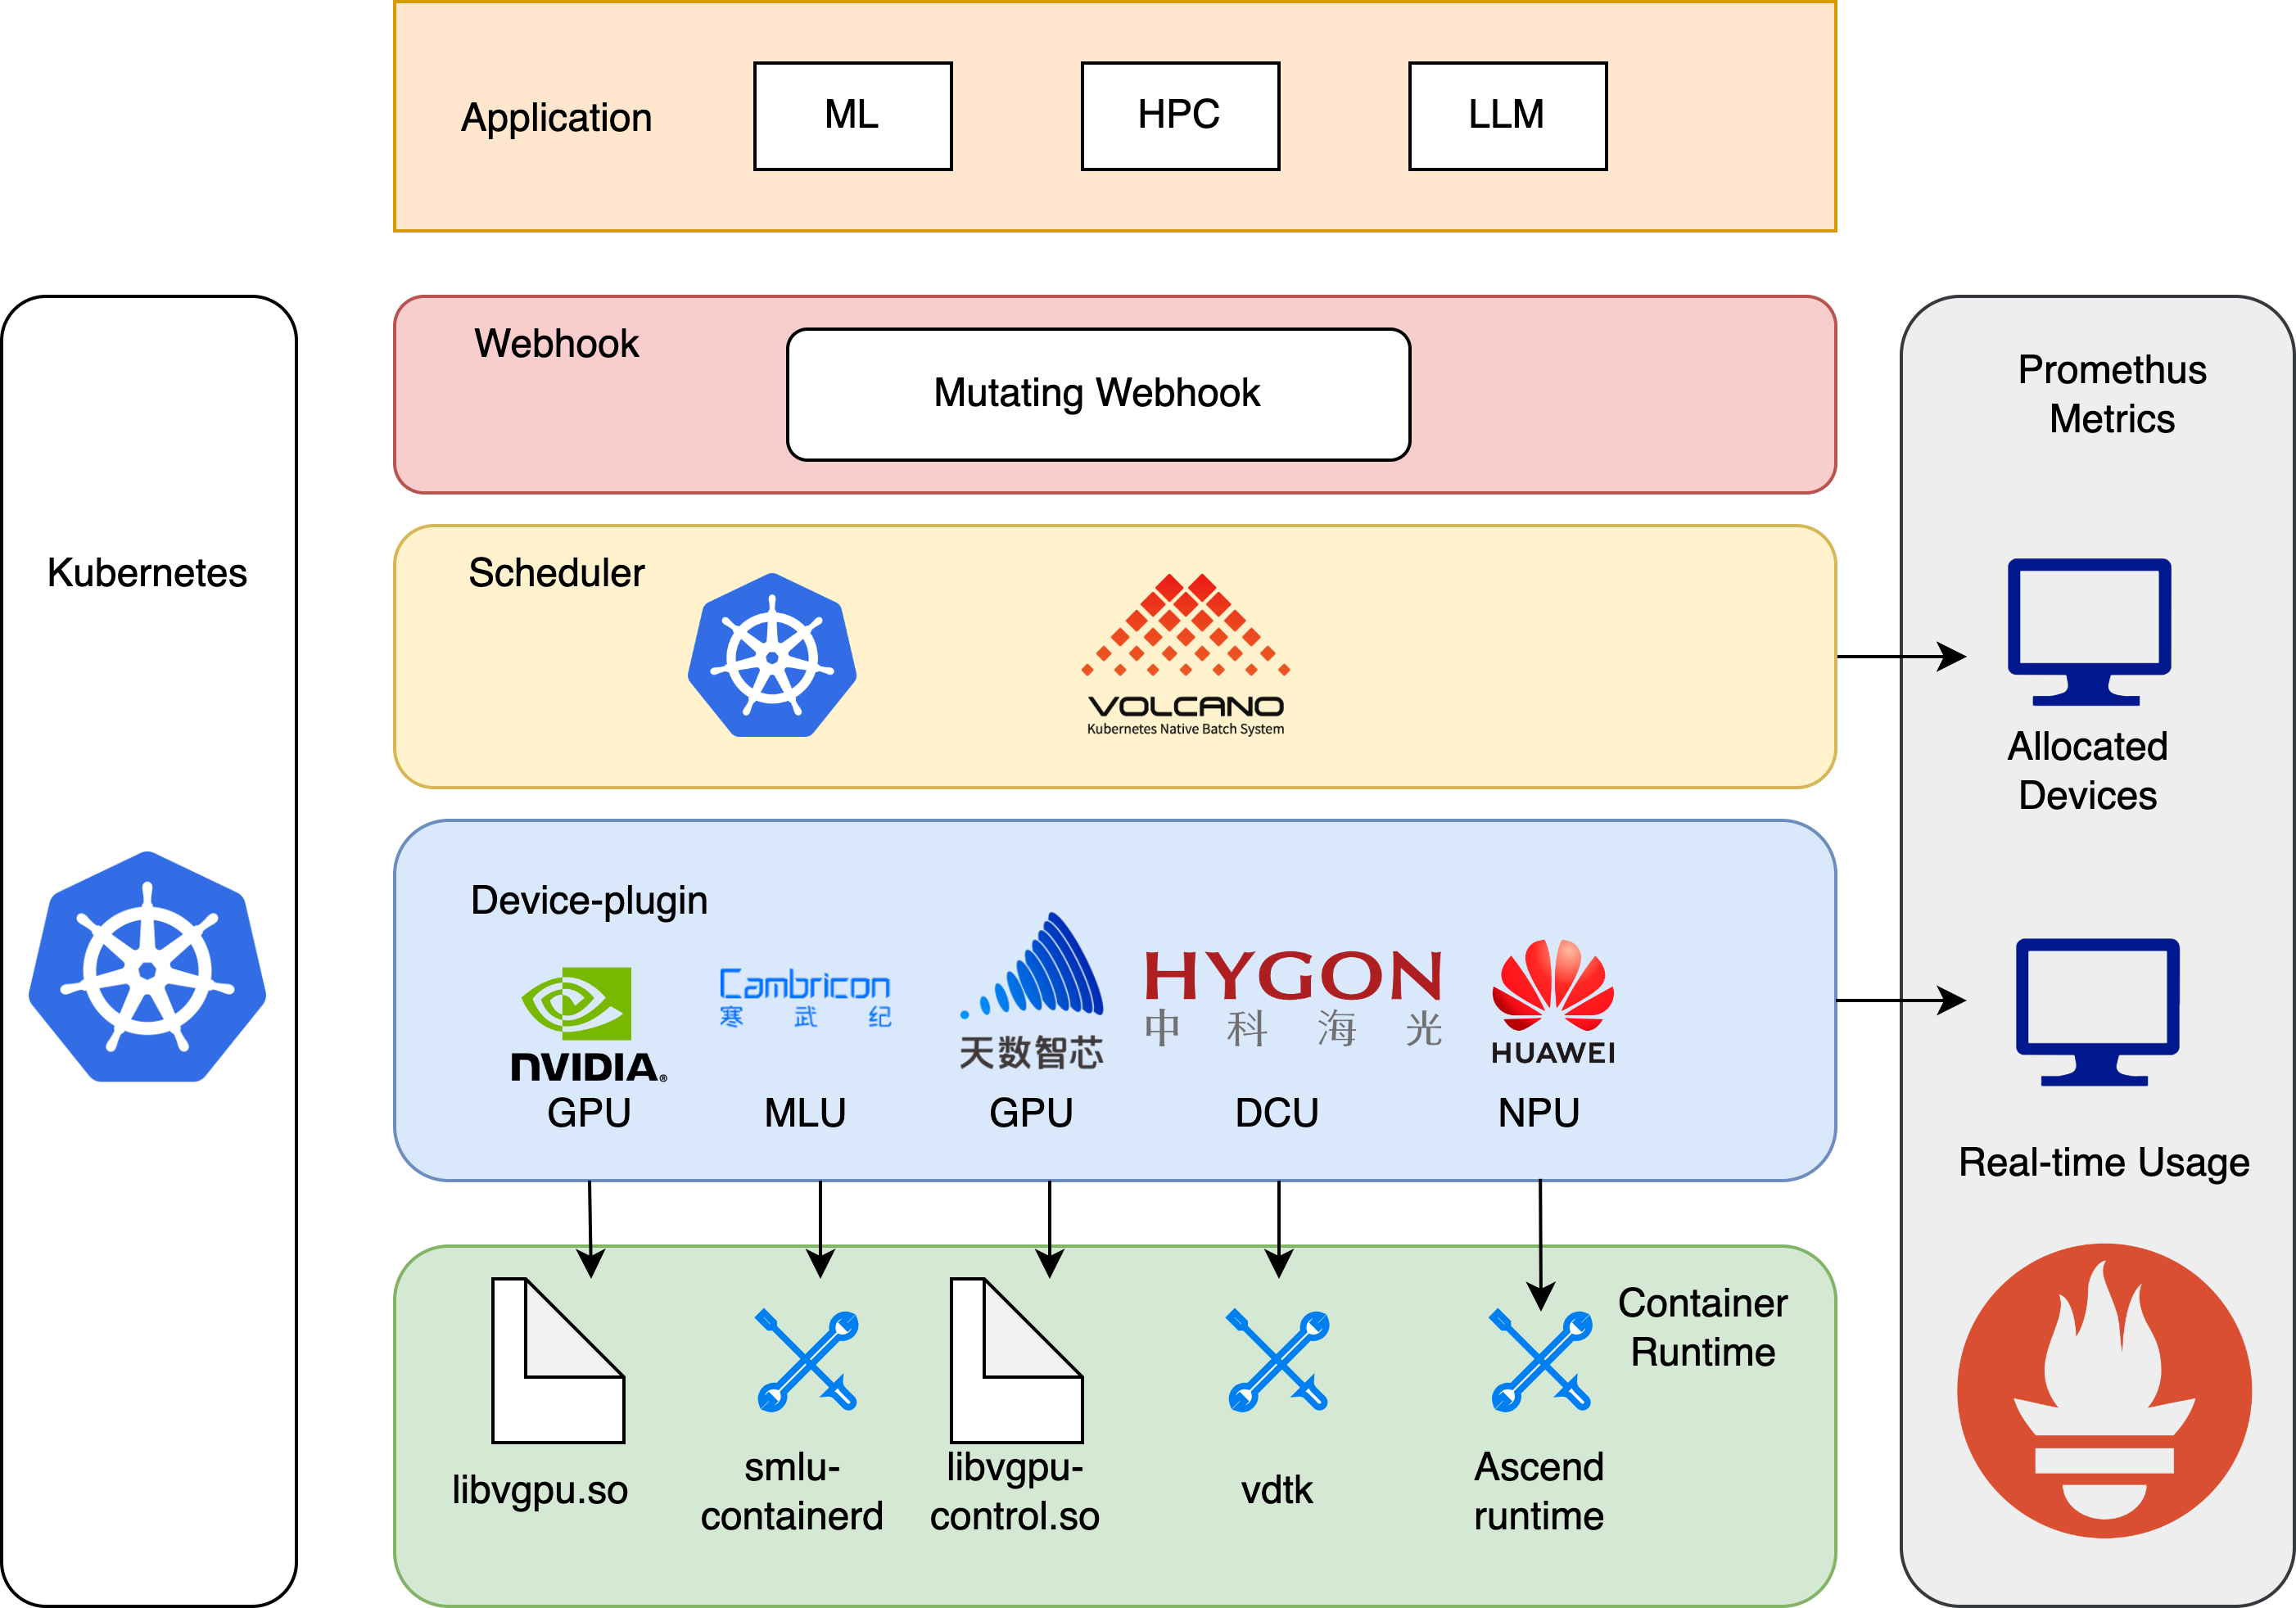 Application
ML
HPC
LLM
Kubernetes
Webhook
Mutating Webhook
Scheduler
VOLCANO
Kubernetes Native Batch System
Device-plugin
NVIDIA®
GPU
Cambricon
寒武纪
MLU
天数智芯
GPU
HYGON
中科海光
DCU
HUAWEI
NPU
Container
Runtime
libvgpu.so
smlu-
containerd
libvgpu-
control.so
vdtk
Ascend
runtime
Promethus
Metrics
Allocated
Devices
Real-time Usage